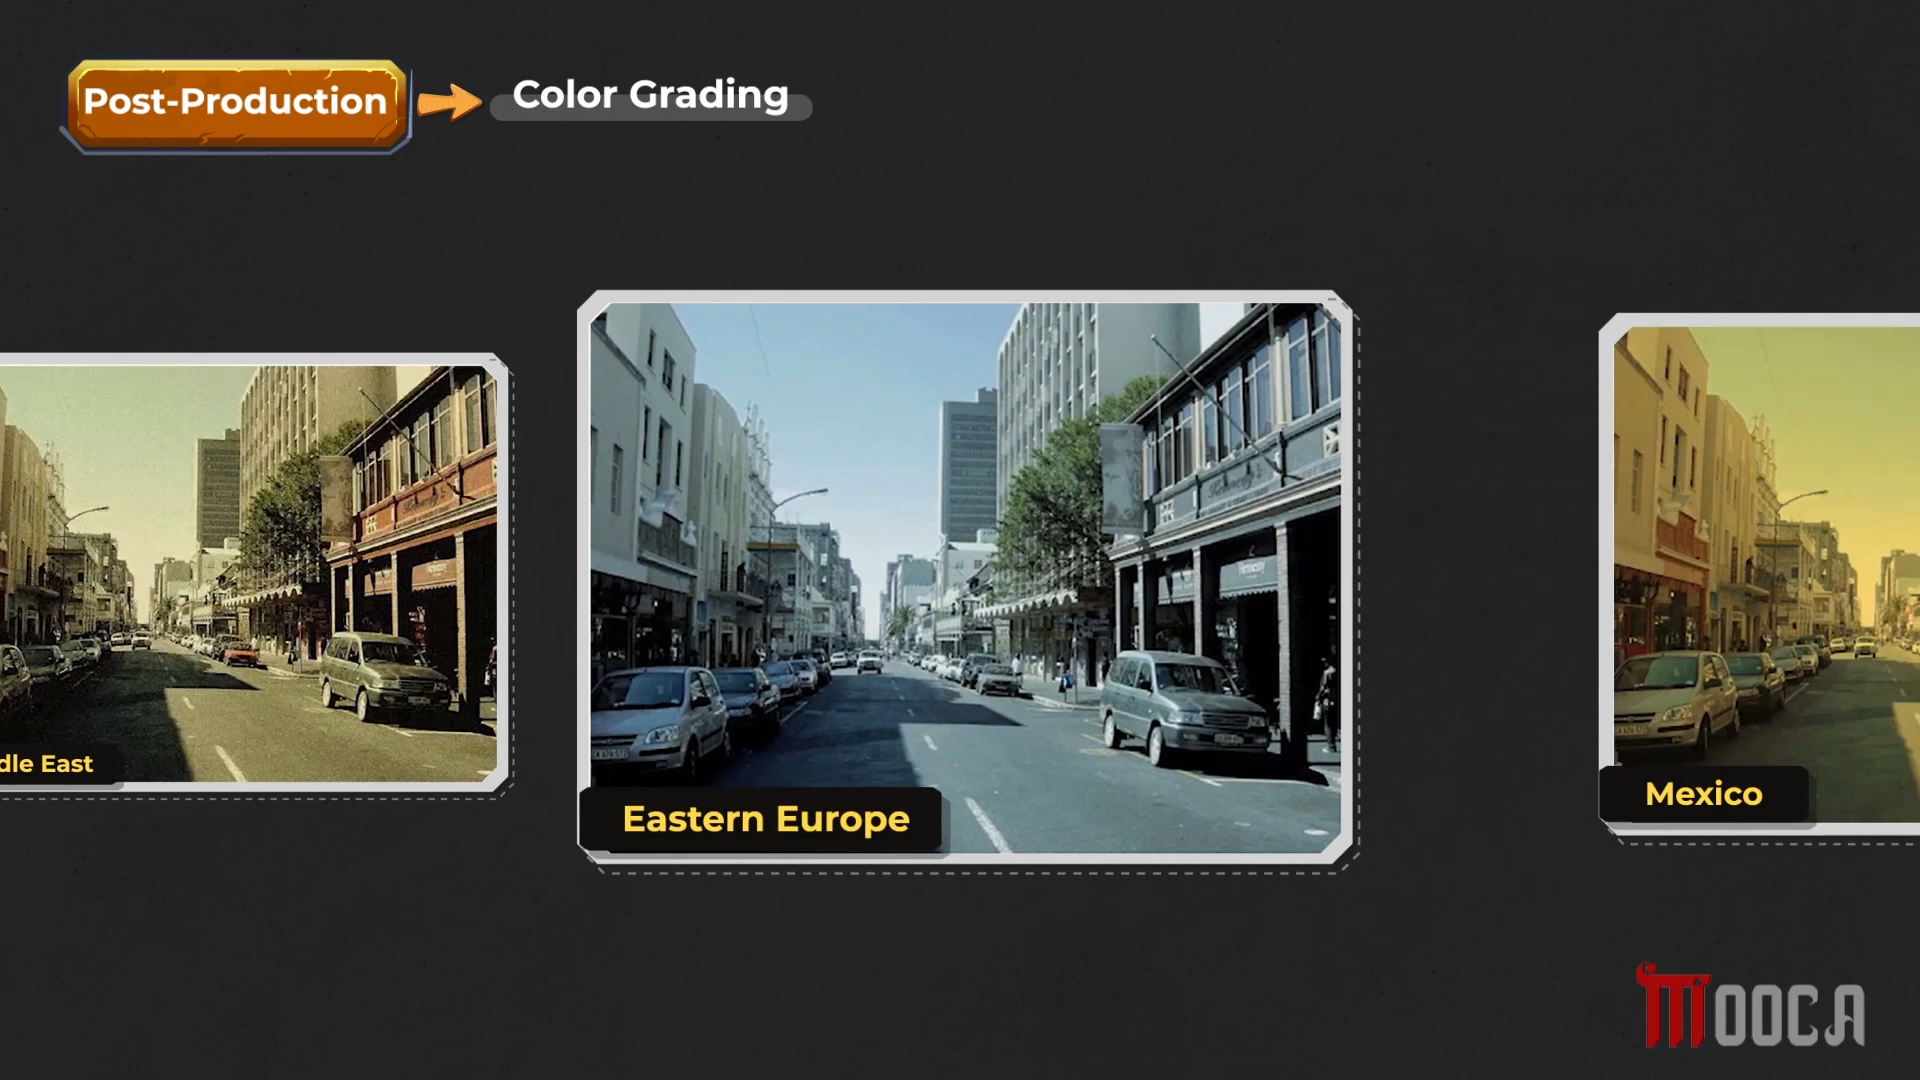 Post-Production
Color Grading
dle East
Eastern Europe
Mexico
MOOCA